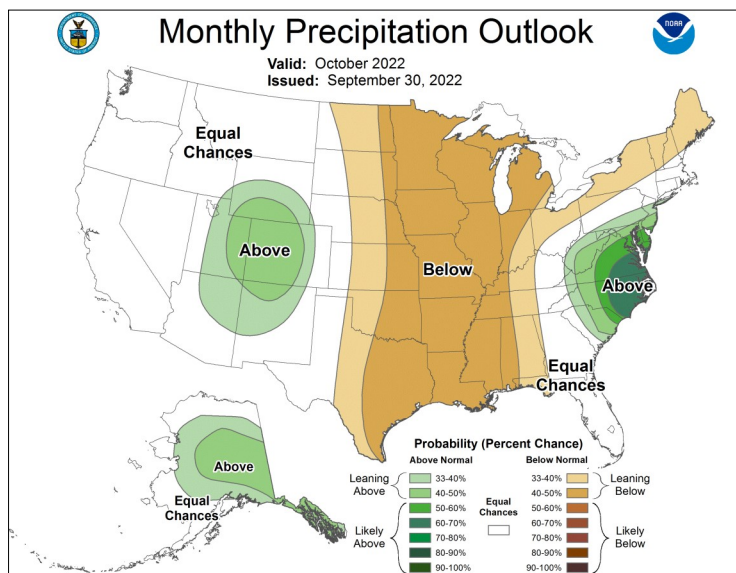 Monthly Precipitation Outlook
NOAA
Valid: October 2022
Issued: September 30, 2022
Equal
Chances
Above
Below
Above
Equal
Chances
Above
Equal
Chances
Probability (Percent Chance)
Above Normal
Below Normal
Leaning
Above
33-40%
40-50%
Likely
Above
50-60%
60-70%
70-80%
80-90%
90-100%
Equal
Chances
33-40%
40-50%
Leaning
Below
50-60%
60-70%
70-80%
80-90%
90-100%
Likely
Below